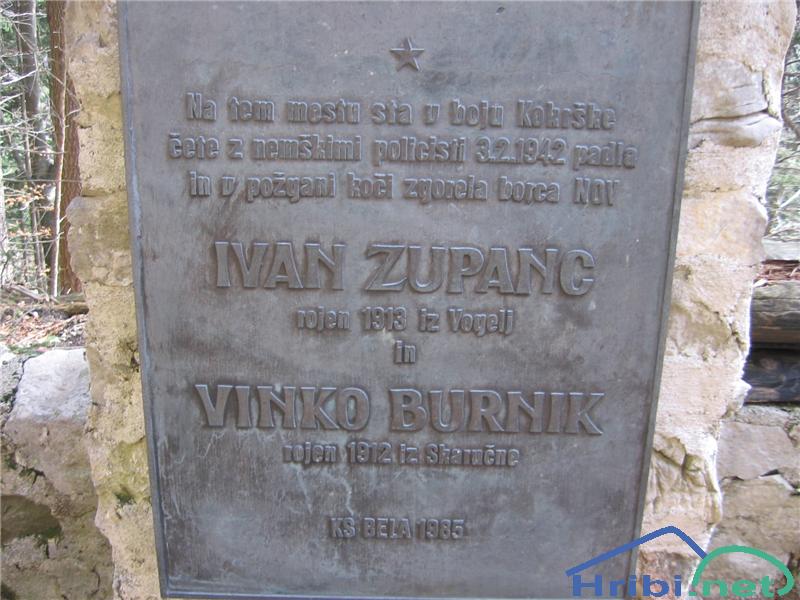 Na tem mestu sta v boju Kokrške
čete z nemškimi policisti 3.2.1942 padla
in v požgani koči zgorela borca NOV
IVAN ZUPANC
rojen 1913 iz Vogelj
in
VINKO BURNIK
rojen 1912 iz Skaručne
KS BELA 1985
Hribi.net